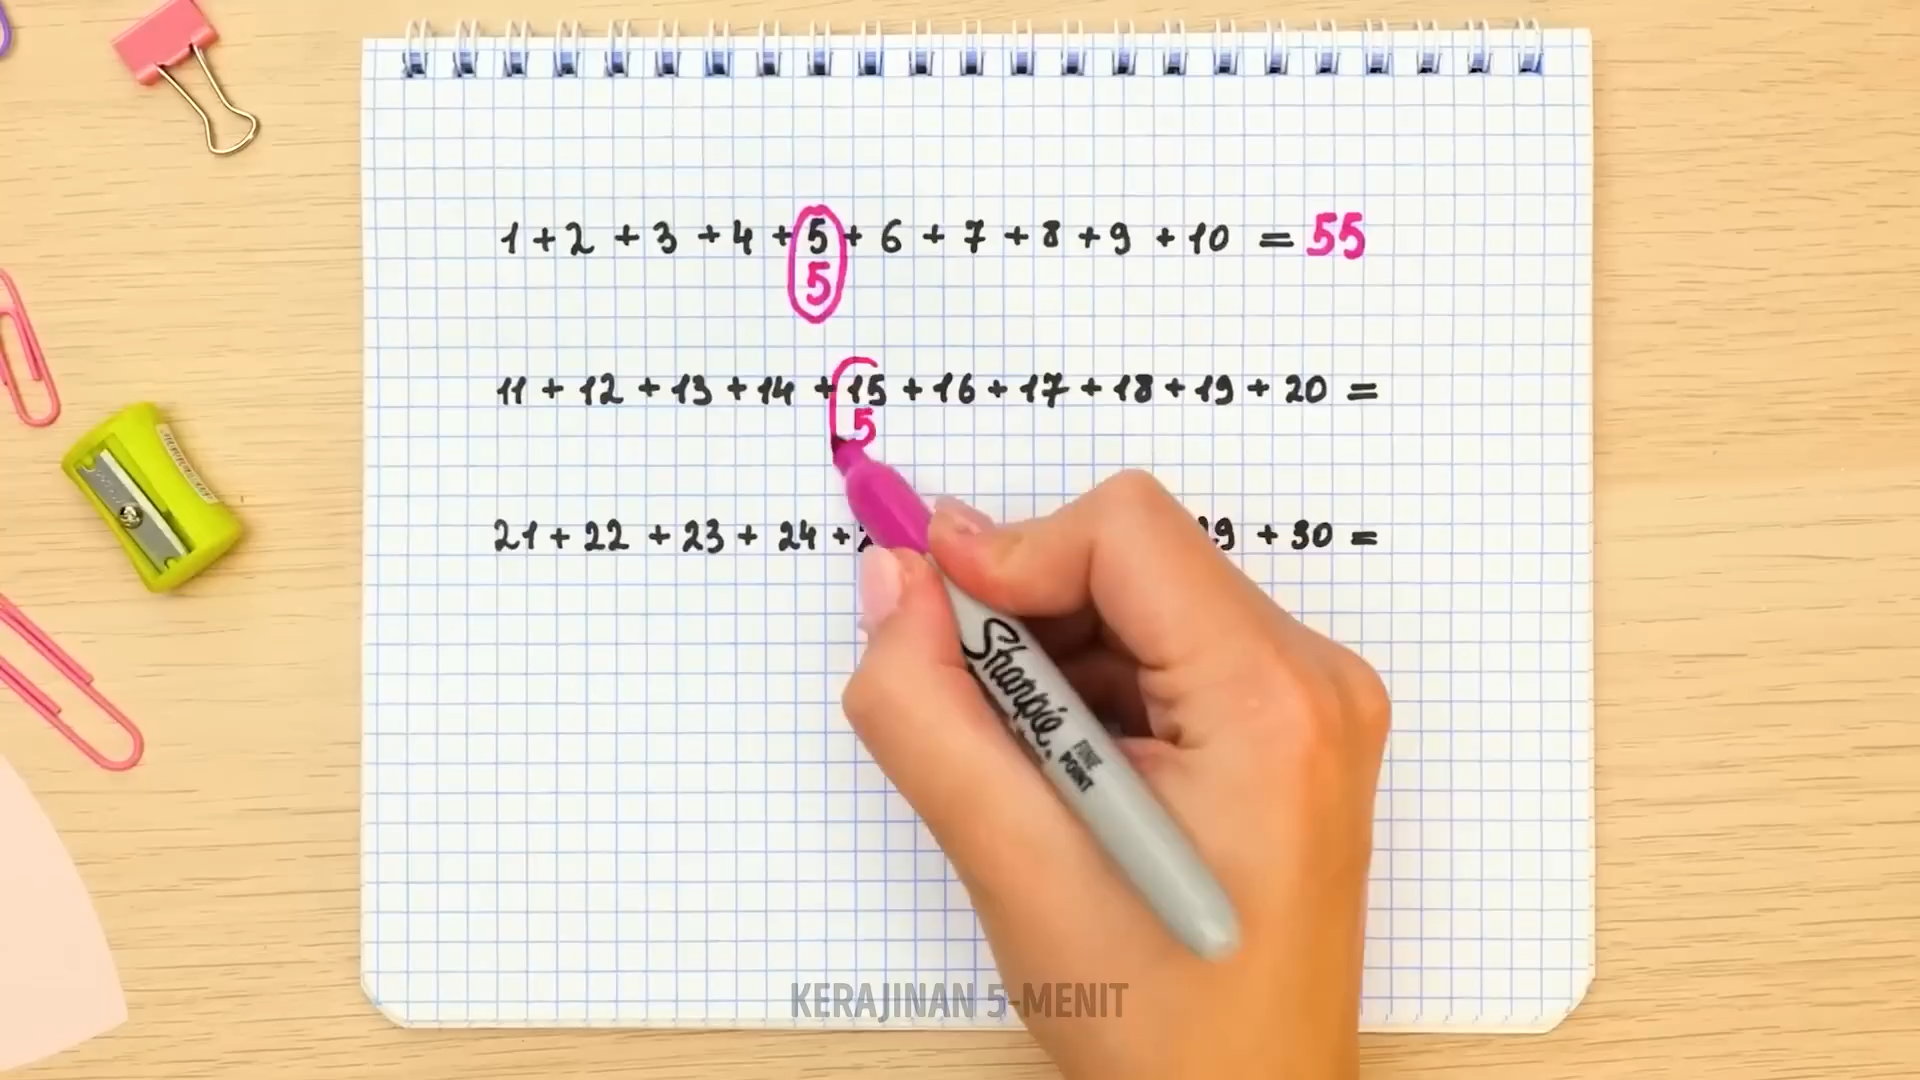 1 + 2 + 3 + 4 + 5 + 6 + 7 + 8 + 9 + 10 = 55
5
11 + 12 + 13 + 14 + 15 + 16 + 17 + 18 + 19 + 20 =
5
21 + 22 + 23 + 24 + 9 + 30 =
Sharpie
FINE
POINT
KERAJINAN 5-MENIT